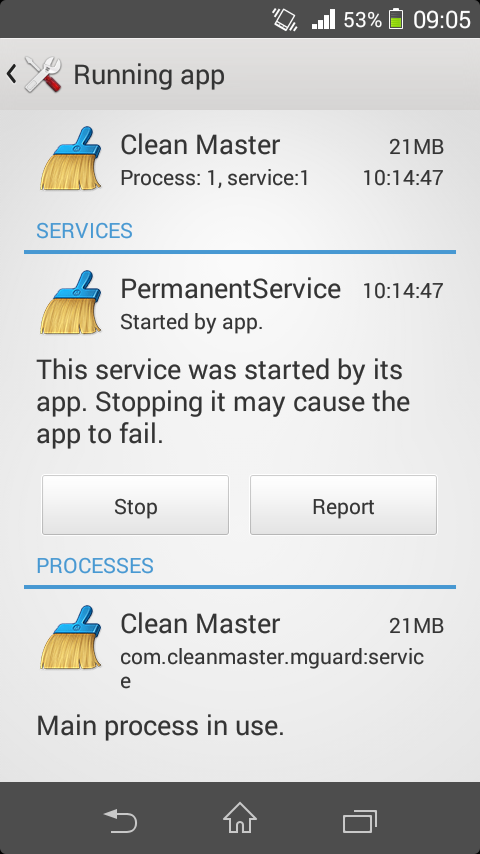 53% 09:05
Running app
Clean Master 21MB
Process: 1, service:1 10:14:47
SERVICES
PermanentService 10:14:47
Started by app.
This service was started by its
app. Stopping it may cause the
app to fail.
Stop Report
PROCESSES
Clean Master 21MB
com.cleanmaster.mguard:servic
e
Main process in use.